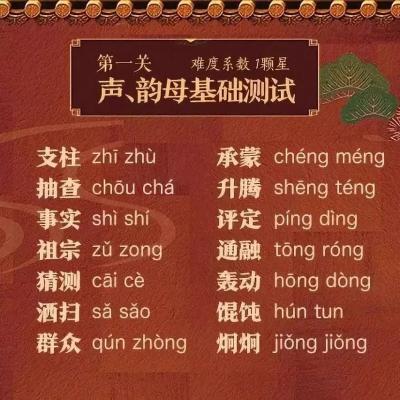 第一关 难度系数 1颗星
声、韵母基础测试
支柱 zhī zhù 承蒙 chéng méng
抽查 chōu chá 升腾 shēng téng
事实 shì shí 评定 píng dìng
祖宗 zǔ zong 通融 tōng róng
猜测 cāi cè 轰动 hōng dòng
洒扫 sǎ sǎo 馄饨 hún tun
群众 qún zhòng 炯炯 jiǒng jiǒng